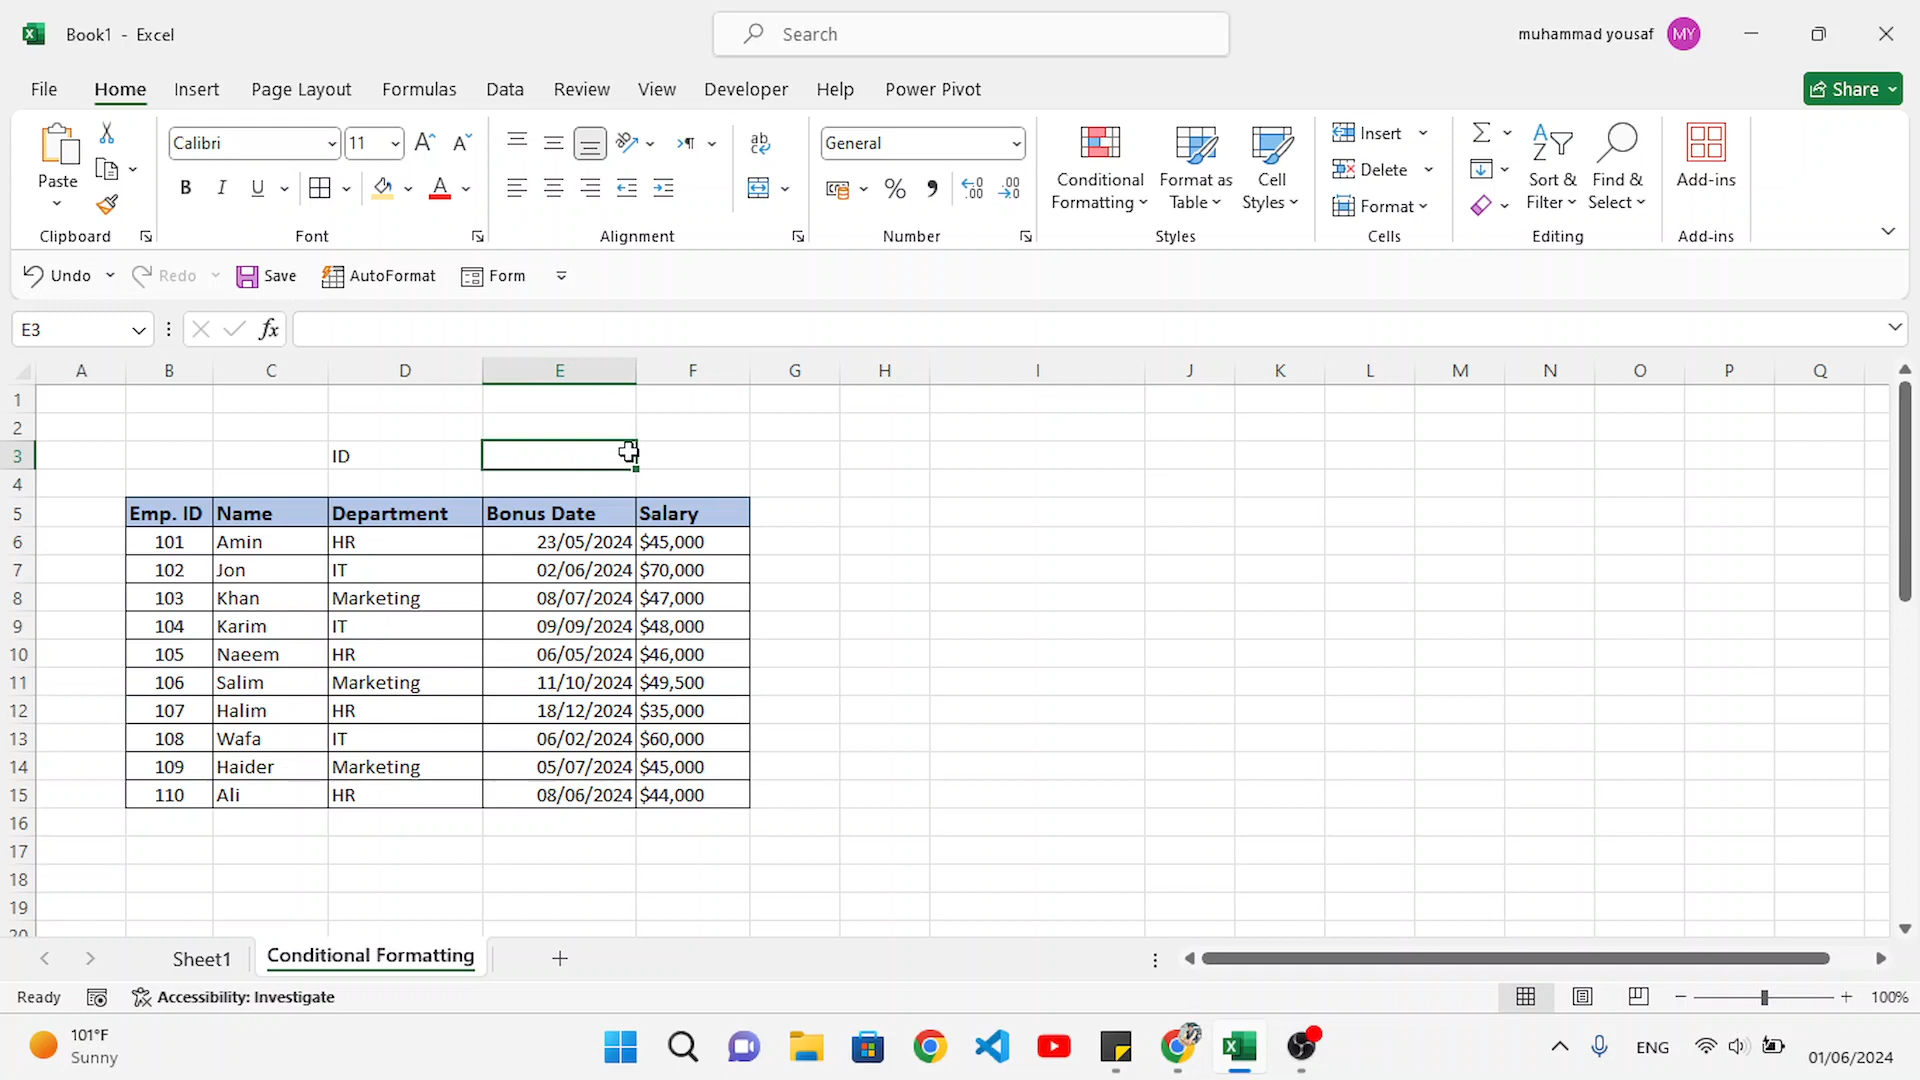 Book1 - Excel
Search
muhammad yousaf MY
File Home Insert Page Layout Formulas Data Review View Developer Help Power Pivot
Share
Paste
Clipboard
Calibri 11
B I U A
Font
Alignment
General
% 9
Number
Conditional Formatting
Format as Table
Cell Styles
Styles
Insert
Delete
Format
Cells
Sort & Filter
Find & Select
Editing
Add-ins
Add-ins
Undo Redo Save AutoFormat Form
E3 fx
A B C D E F G H I J K L M N O P Q
1
2
3 ID
4
5 Emp. ID Name Department Bonus Date Salary
6 101 Amin HR 23/05/2024 $45,000
7 102 Jon IT 02/06/2024 $70,000
8 103 Khan Marketing 08/07/2024 $47,000
9 104 Karim IT 09/09/2024 $48,000
10 105 Naeem HR 06/05/2024 $46,000
11 106 Salim Marketing 11/10/2024 $49,500
12 107 Halim HR 18/12/2024 $35,000
13 108 Wafa IT 06/02/2024 $60,000
14 109 Haider Marketing 05/07/2024 $45,000
15 110 Ali HR 08/06/2024 $44,000
16
17
18
19
20
Sheet1 Conditional Formatting
Ready Accessibility: Investigate 100%
101°F
Sunny
ENG
01/06/2024